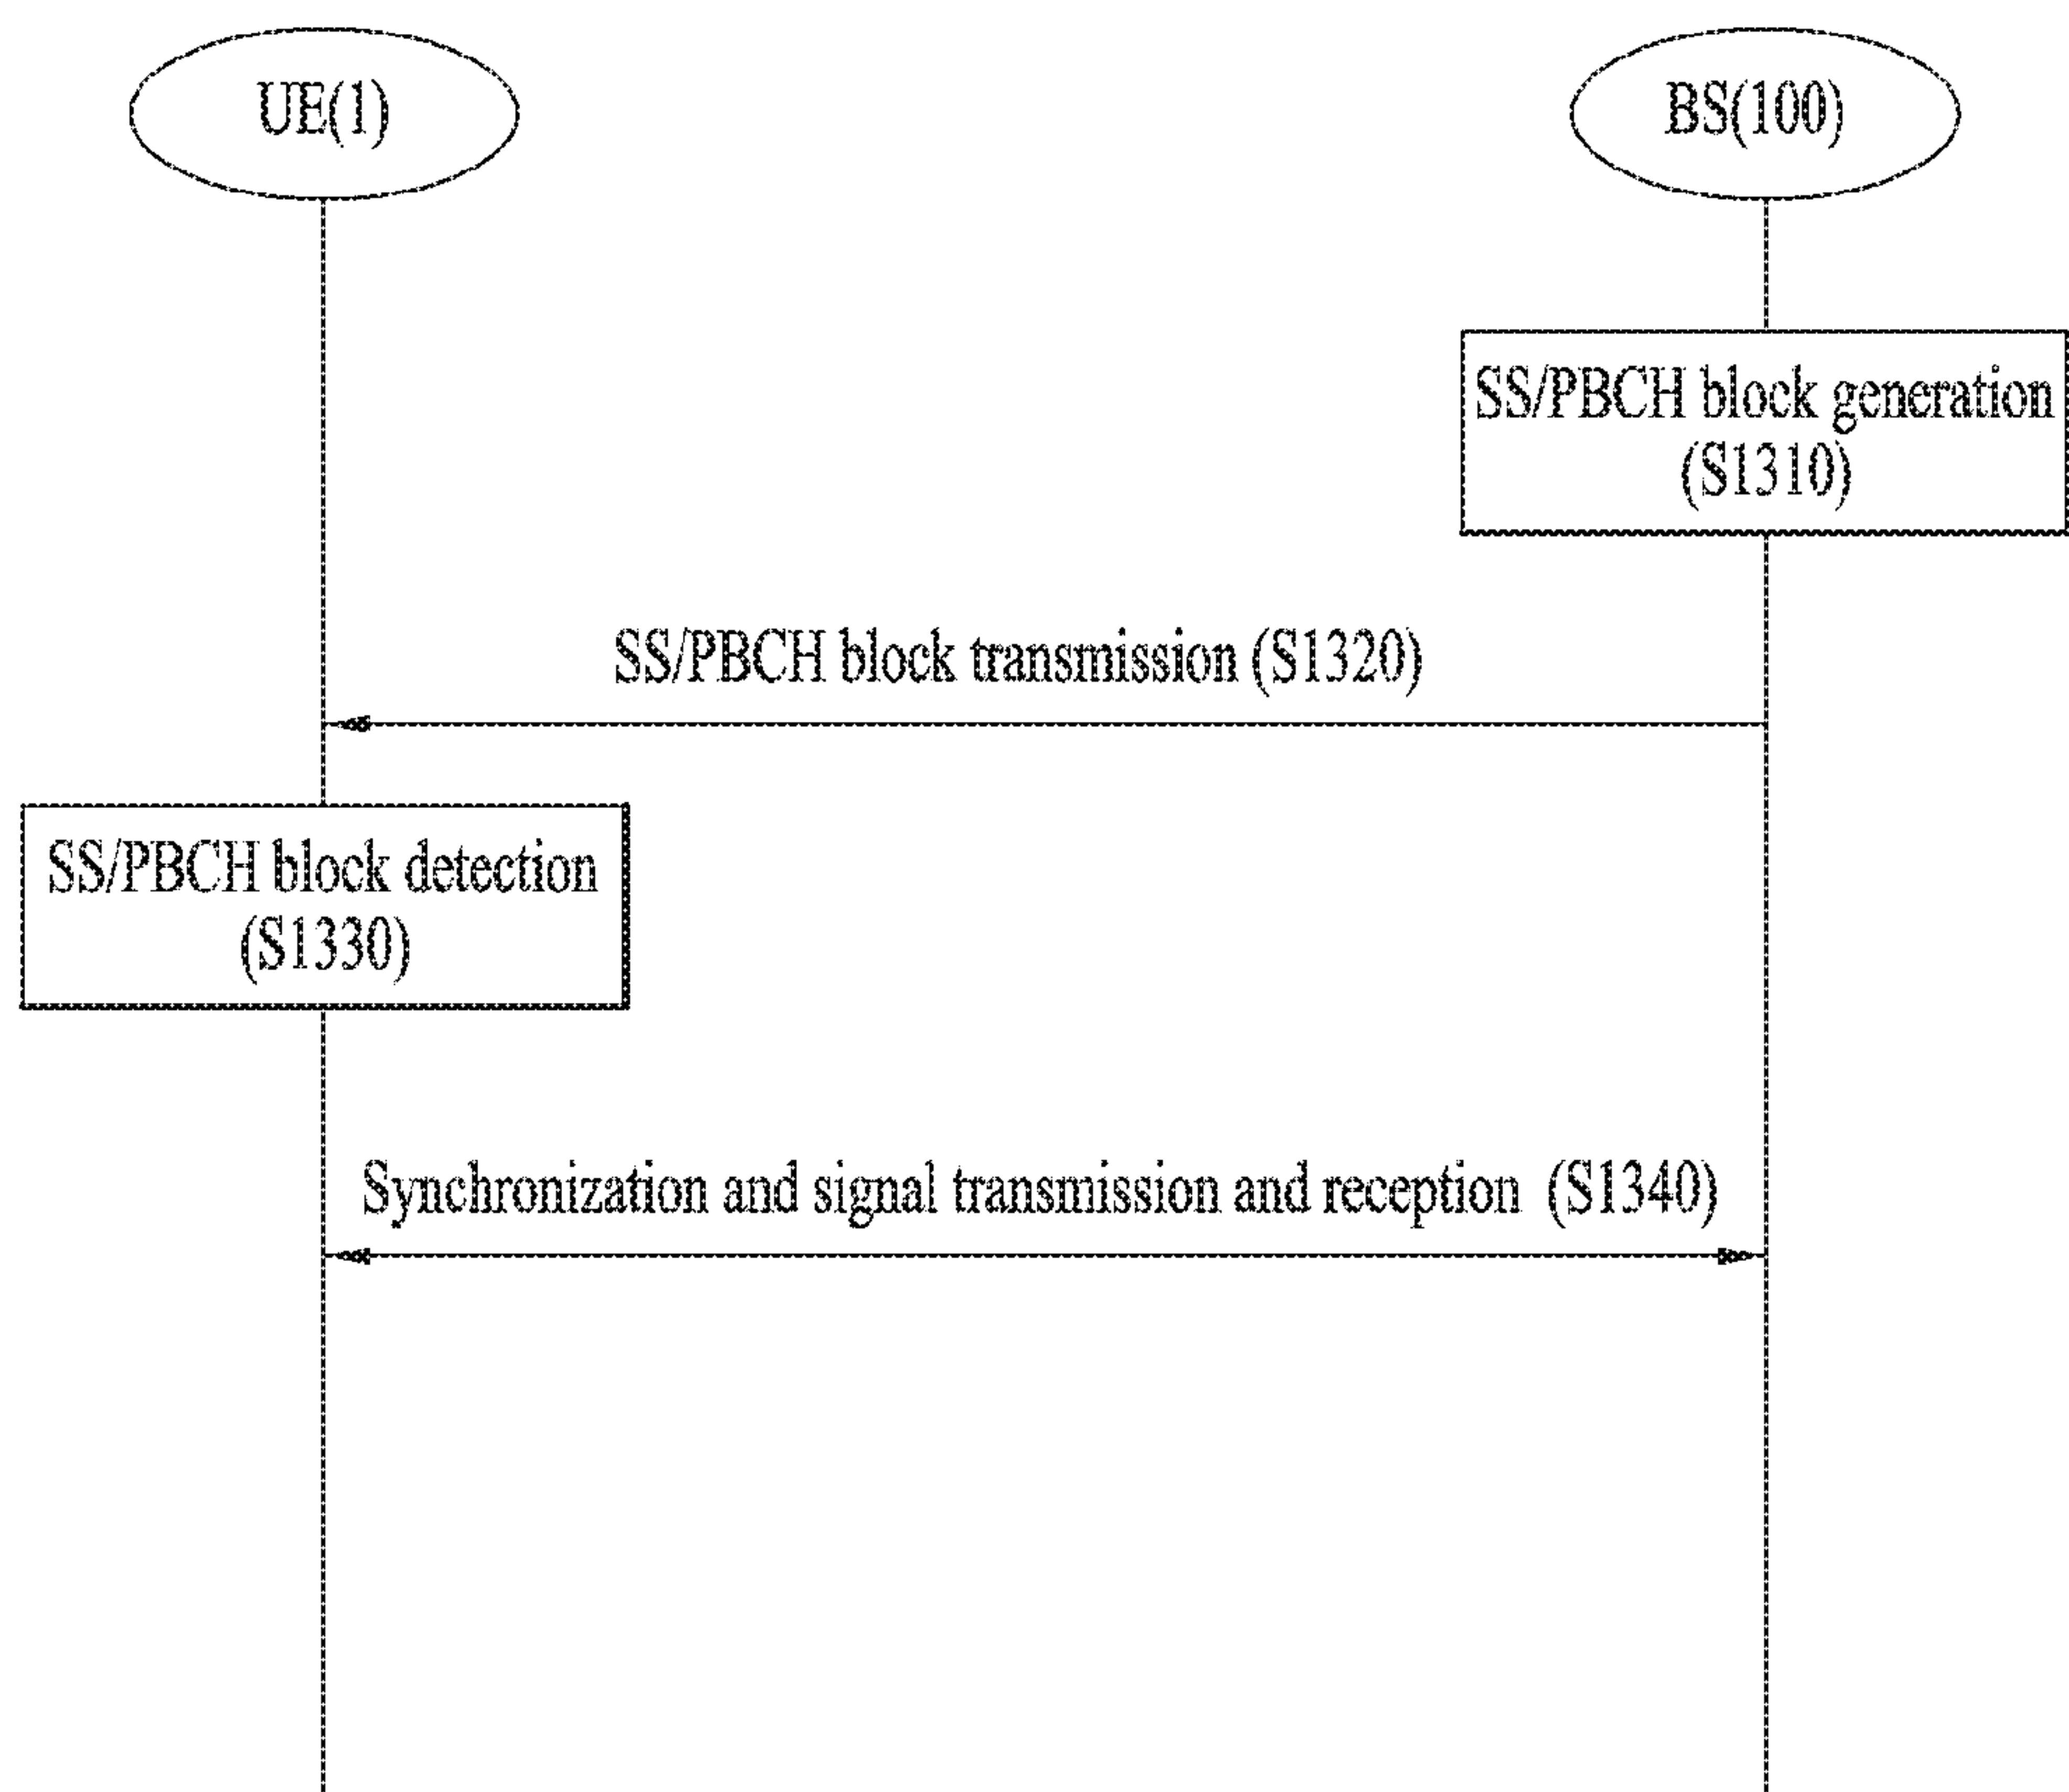 UE(1)
BS(100)
SS/PBCH block generation
(S1310)
SS/PBCH block transmission (S1320)
SS/PBCH block detection
(S1330)
Synchronization and signal transmission and reception (S1340)